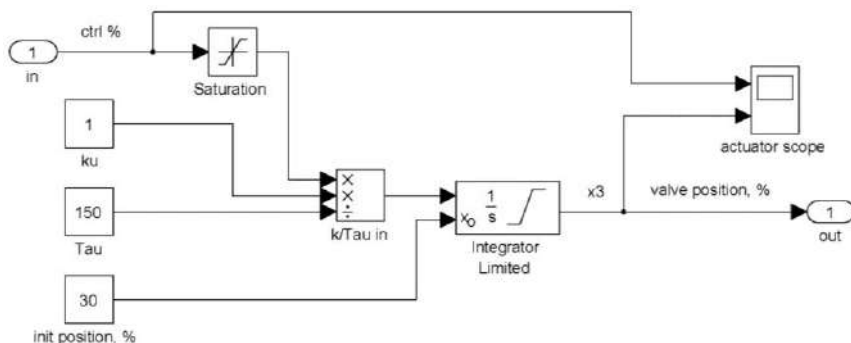 ctrl %
1
in
Saturation
1
ku
150
Tau
30
init position, %
×
×
÷
k/Tau in
1
s
x0
Integrator
Limited
x3
valve position, %
actuator scope
1
out